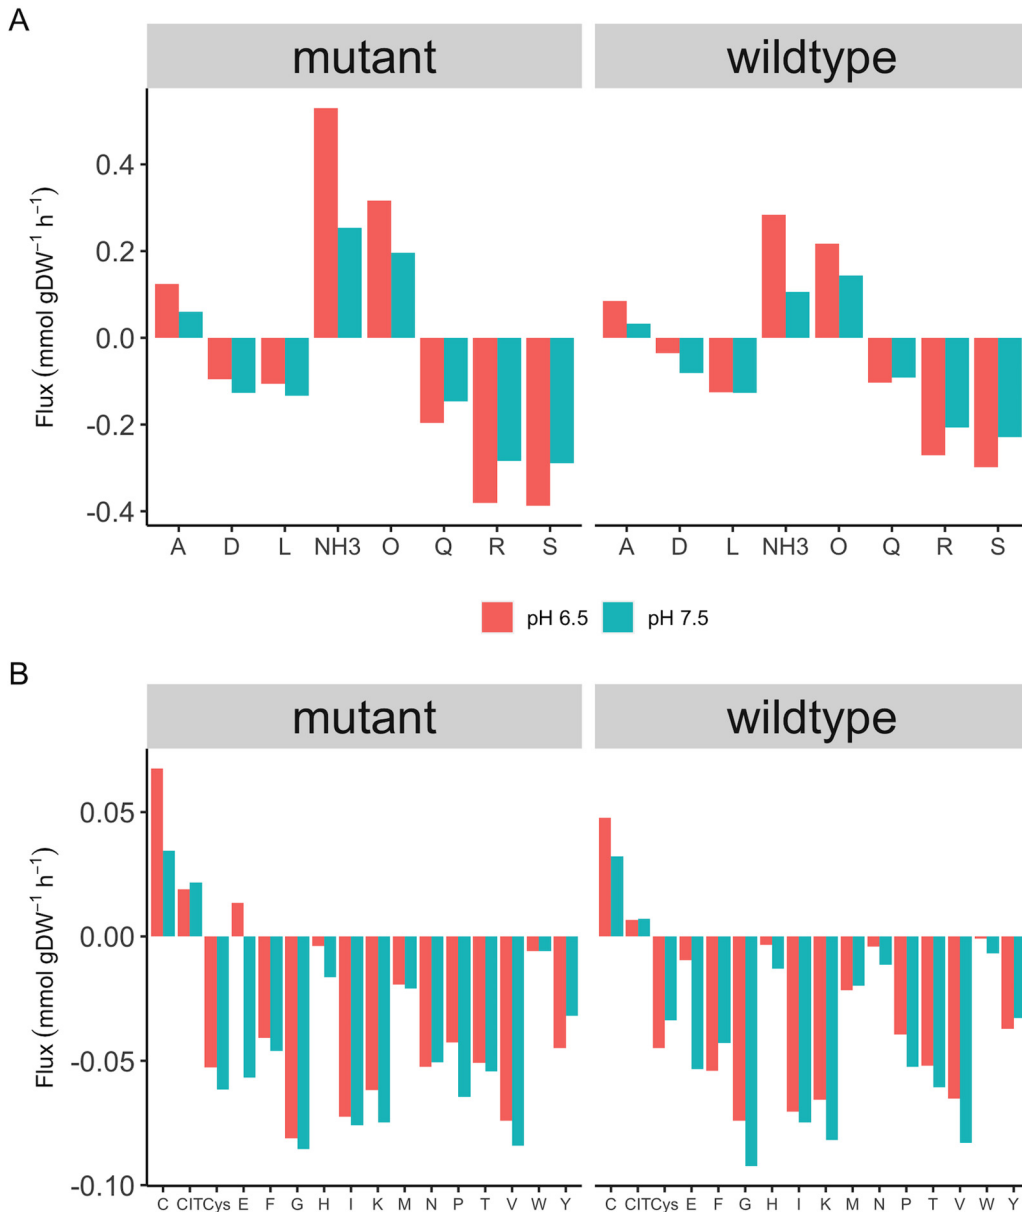 A
mutant wildtype
Flux (mmol gDW⁻¹ h⁻¹)
0.4
0.2
0.0
-0.2
-0.4
A D L NH3 O Q R S A D L NH3 O Q R S
pH 6.5 pH 7.5
B
mutant wildtype
Flux (mmol gDW⁻¹ h⁻¹)
0.05
0.00
-0.05
-0.10
C CIT Cys E F G H I K M N P T V W Y C CIT Cys E F G H I K M N P T V W Y